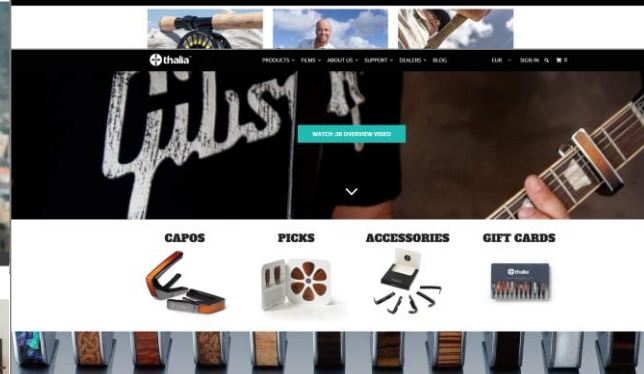 thalia
PRODUCTS FILMS ABOUT US SUPPORT DEALERS BLOG EUR SIGN IN 0
Gibson
WATCH :30 OVERVIEW VIDEO
CAPOS PICKS ACCESSORIES GIFT CARDS
thalia